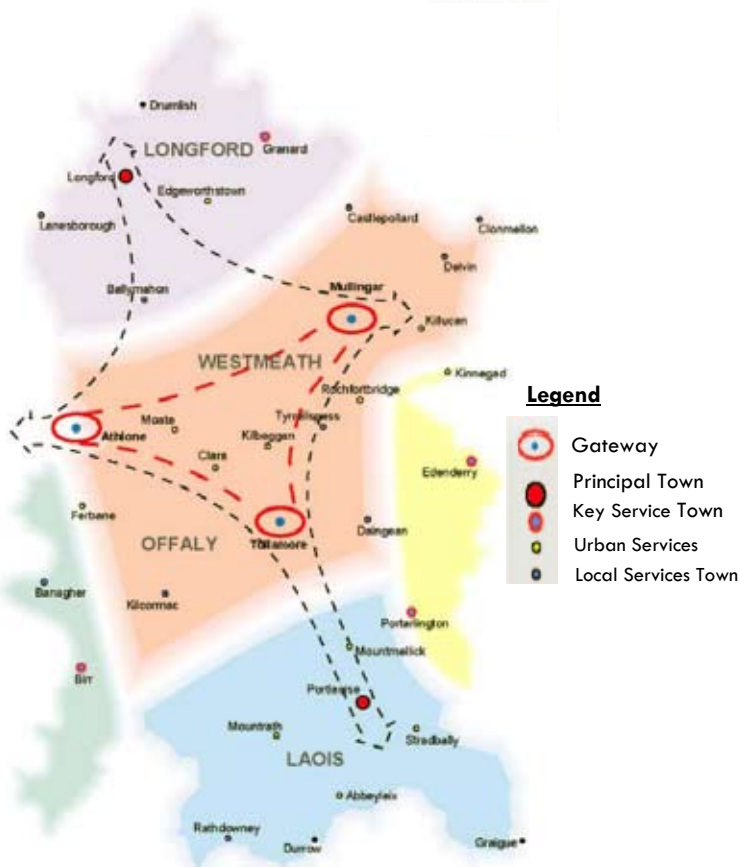 Drumlish
LONGFORD
Granard
Longford
Edgeworthstown
Lanesborough
Castlepollard
Clonmellon
Delvin
Ballymahon
Mullingar
Killucan
WESTMEATH
Kinnegad
Rochfortbridge
Legend
Moate
Tyrrellspass
Athlone
Kilbeggan
Gateway
Clara
Edenderry
Principal Town
Key Service Town
Ferbane
Daingean
OFFALY
Tullamore
Urban Services
Local Services Town
Banagher
Kilcormac
Portarlington
Mountmellick
Birr
Portlaoise
Mountrath
Stradbally
LAOIS
Abbeyleix
Rathdowney
Durrow
Graigue